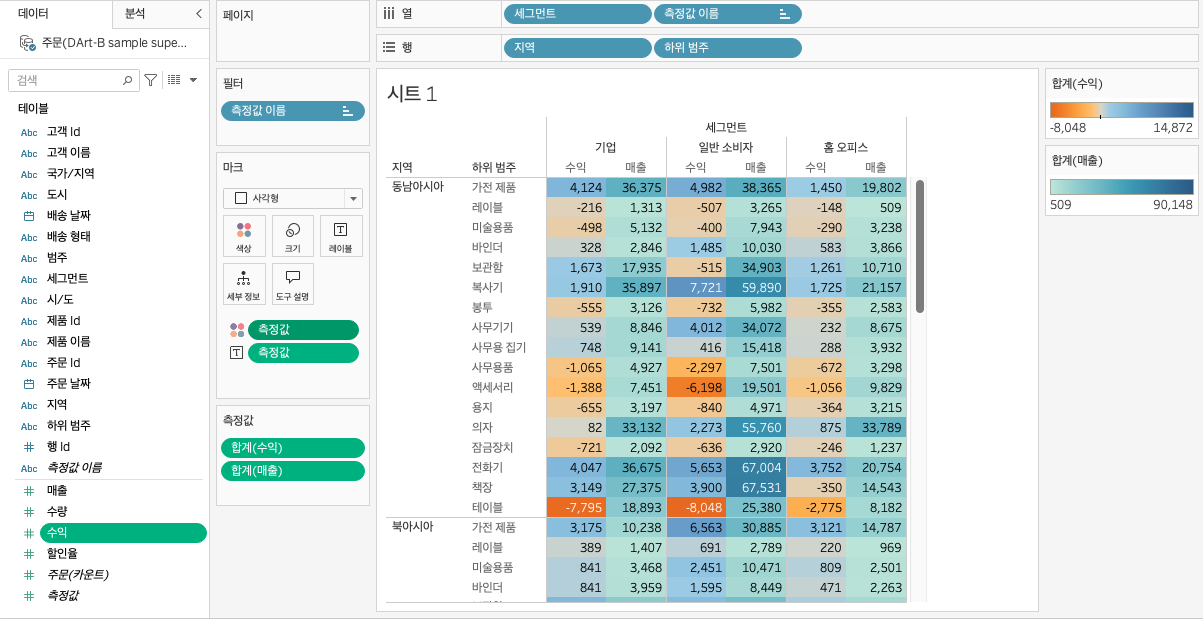 데이터 분석
주문(DArt-B sample supe...
검색
테이블
Abc 고객 Id
Abc 고객 이름
Abc 국가/지역
Abc 도시
배송 날짜
Abc 배송 형태
Abc 범주
Abc 세그먼트
Abc 시/도
Abc 제품 Id
Abc 제품 이름
Abc 주문 Id
주문 날짜
Abc 지역
Abc 하위 범주
# 행 Id
Abc 측정값 이름
# 매출
# 수량
# 수익
# 할인율
# 주문(카운트)
# 측정값
페이지
필터
측정값 이름
마크
사각형
색상 크기 레이블
세부 정보 도구 설명
측정값
측정값
측정값
합계(수익)
합계(매출)
열 세그먼트 측정값 이름
행 지역 하위 범주
시트 1
세그먼트
기업 일반 소비자 홈 오피스
지역 하위 범주 수익 매출 수익 매출 수익 매출
동남아시아 가전 제품 4,124 36,375 4,982 38,365 1,450 19,802
레이블 -216 1,313 -507 3,265 -148 509
미술용품 -498 5,132 -400 7,943 -290 3,238
바인더 328 2,846 1,485 10,030 583 3,866
보관함 1,673 17,935 -515 34,903 1,261 10,710
복사기 1,910 35,897 7,721 59,890 1,725 21,157
봉투 -555 3,126 -732 5,982 -355 2,583
사무기기 539 8,846 4,012 34,072 232 8,675
사무용 집기 748 9,141 416 15,418 288 3,932
사무용품 -1,065 4,927 -2,297 7,501 -672 3,298
액세서리 -1,388 7,451 -6,198 19,501 -1,056 9,829
용지 -655 3,197 -840 4,971 -364 3,215
의자 82 33,132 2,273 55,760 875 33,789
잠금장치 -721 2,092 -636 2,920 -246 1,237
전화기 4,047 36,675 5,653 67,004 3,752 20,754
책장 3,149 27,375 3,900 67,531 -350 14,543
테이블 -7,795 18,893 -8,048 25,380 -2,775 8,182
북아시아 가전 제품 3,175 10,238 6,563 30,885 3,121 14,787
레이블 389 1,407 691 2,789 220 969
미술용품 841 3,468 2,451 10,471 809 2,501
바인더 841 3,959 1,595 8,449 471 2,263
합계(수익)
-8,048 14,872
합계(매출)
509 90,148